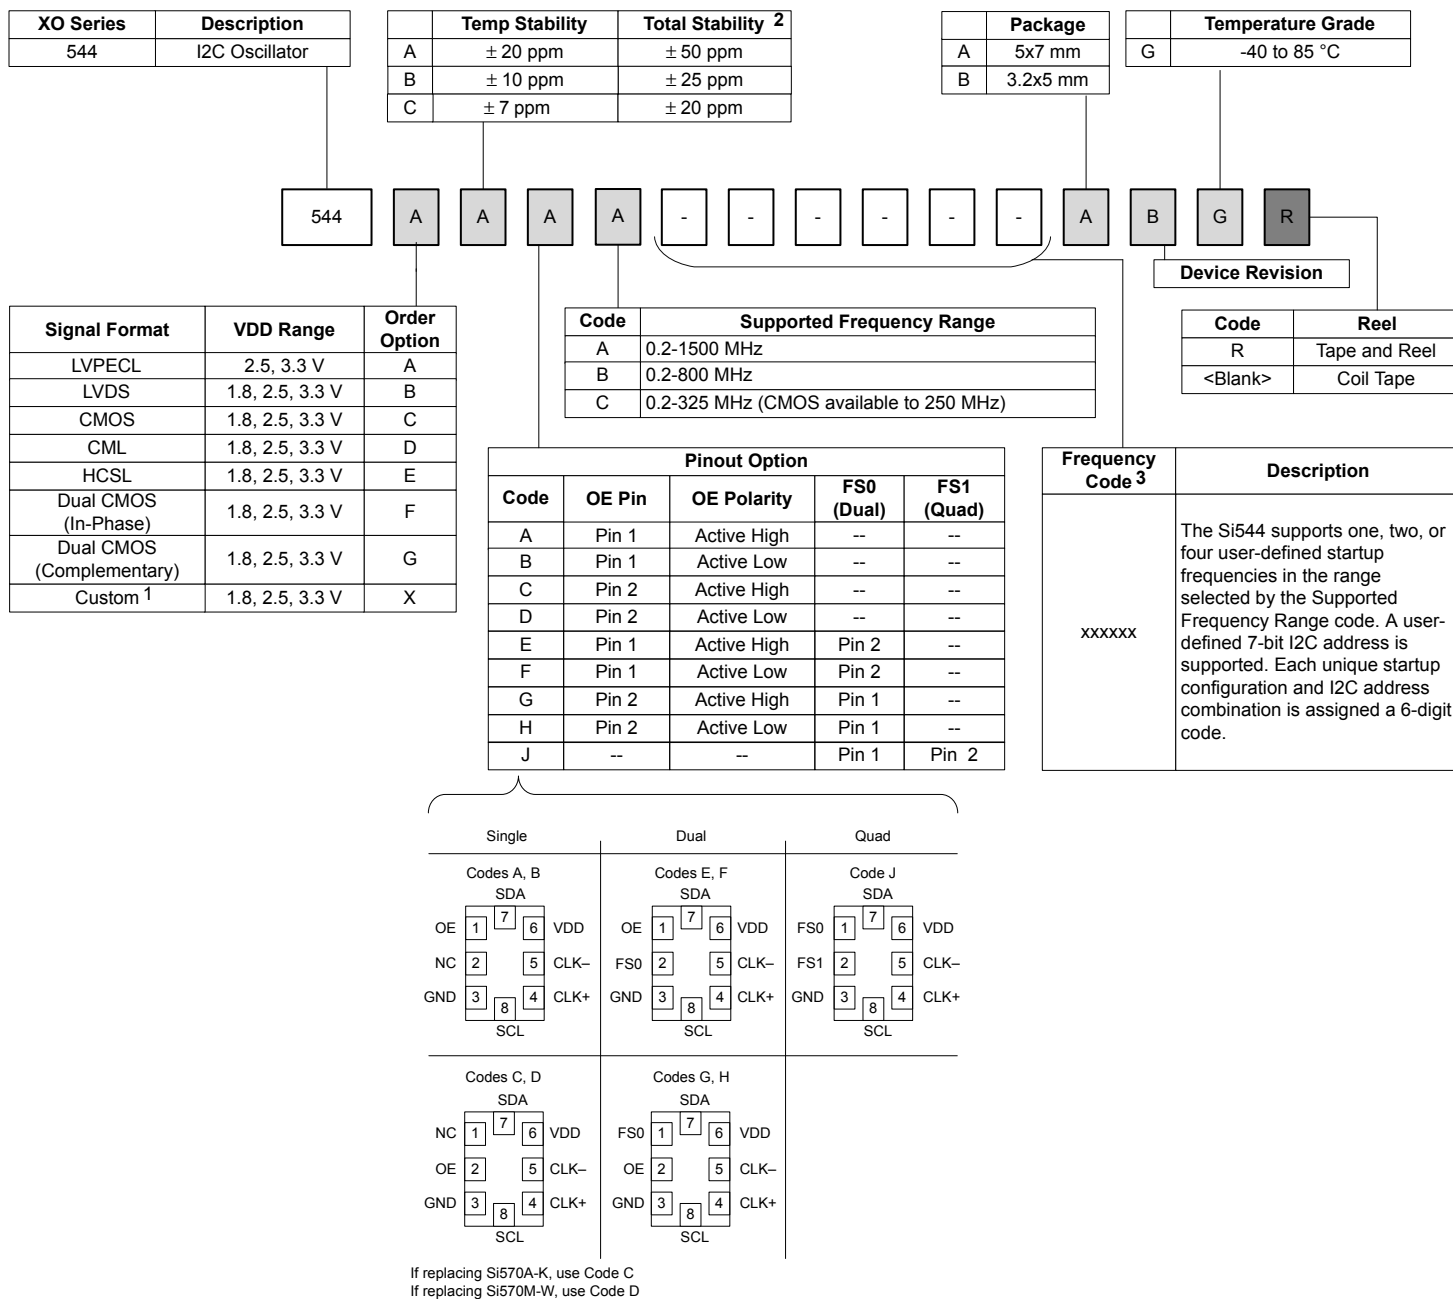 XO Series Description
544 I2C Oscillator
Temp Stability Total Stability 2
A ± 20 ppm ± 50 ppm
B ± 10 ppm ± 25 ppm
C ± 7 ppm ± 20 ppm
Package
A 5x7 mm
B 3.2x5 mm
Temperature Grade
G -40 to 85 °C
544 A A A A - - - - - - A B G R
Device Revision
Signal Format VDD Range Order Option
LVPECL 2.5, 3.3 V A
LVDS 1.8, 2.5, 3.3 V B
CMOS 1.8, 2.5, 3.3 V C
CML 1.8, 2.5, 3.3 V D
HCSL 1.8, 2.5, 3.3 V E
Dual CMOS (In-Phase) 1.8, 2.5, 3.3 V F
Dual CMOS (Complementary) 1.8, 2.5, 3.3 V G
Custom 1 1.8, 2.5, 3.3 V X
Code Supported Frequency Range
A 0.2-1500 MHz
B 0.2-800 MHz
C 0.2-325 MHz (CMOS available to 250 MHz)
Code Reel
R Tape and Reel
<Blank> Coil Tape
Pinout Option
Code OE Pin OE Polarity FS0 (Dual) FS1 (Quad)
A Pin 1 Active High -- --
B Pin 1 Active Low -- --
C Pin 2 Active High -- --
D Pin 2 Active Low -- --
E Pin 1 Active High Pin 2 --
F Pin 1 Active Low Pin 2 --
G Pin 2 Active High Pin 1 --
H Pin 2 Active Low Pin 1 --
J -- -- Pin 1 Pin 2
Frequency Code 3 Description
xxxxxx
The Si544 supports one, two, or
four user-defined startup
frequencies in the range
selected by the Supported
Frequency Range code. A user-
defined 7-bit I2C address is
supported. Each unique startup
configuration and I2C address
combination is assigned a 6-digit
code.
Single Dual Quad
Codes A, B
SDA
OE 1 7 6 VDD
NC 2 5 CLK–
GND 3 8 4 CLK+
SCL
Codes E, F
SDA
OE 1 7 6 VDD
FS0 2 5 CLK–
GND 3 8 4 CLK+
SCL
Code J
SDA
FS0 1 7 6 VDD
FS1 2 5 CLK–
GND 3 8 4 CLK+
SCL
Codes C, D
SDA
NC 1 7 6 VDD
OE 2 5 CLK–
GND 3 8 4 CLK+
SCL
Codes G, H
SDA
FS0 1 7 6 VDD
OE 2 5 CLK–
GND 3 8 4 CLK+
SCL
If replacing Si570A-K, use Code C
If replacing Si570M-W, use Code D